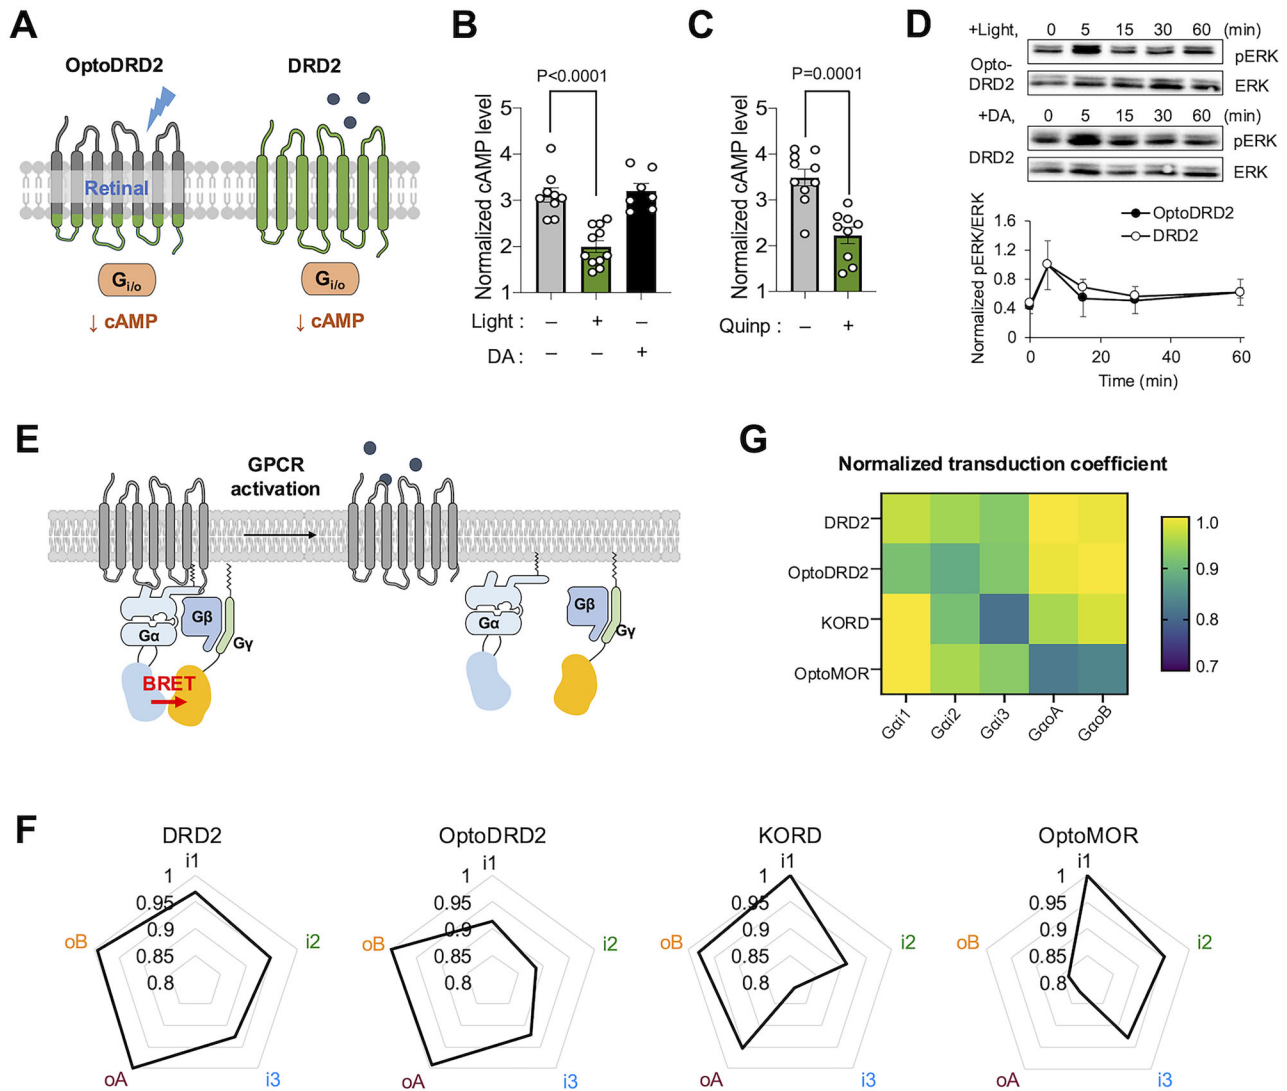 A
OptoDRD2
DRD2
Retinal
Gi/o
Gi/o
↓ cAMP
↓ cAMP
B
P<0.0001
Normalized cAMP level
5
4
3
2
1
Light : – + –
DA : – – +
C
P=0.0001
Normalized cAMP level
5
4
3
2
1
Quinp : – +
D
+Light, 0 5 15 30 60 (min)
Opto-
DRD2
pERK
ERK
+DA, 0 5 15 30 60 (min)
DRD2
pERK
ERK
OptoDRD2
DRD2
Normalized pERK/ERK
1.6
1.2
0.8
0.4
0
0 20 40 60
Time (min)
E
GPCR
activation
Gα
Gβ
Gγ
BRET
Gα
Gβ
Gγ
G
Normalized transduction coefficient
DRD2
OptoDRD2
KORD
OptoMOR
Gαi1
Gαi2
Gαi3
GαoA
GαoB
1.0
0.9
0.8
0.7
F
DRD2
i1
1
0.95
0.9
0.85
0.8
oB
i2
oA
i3
OptoDRD2
i1
1
0.95
0.9
0.85
0.8
oB
i2
oA
i3
KORD
i1
1
0.95
0.9
0.85
0.8
oB
i2
oA
i3
OptoMOR
i1
1
0.95
0.9
0.85
0.8
oB
i2
oA
i3